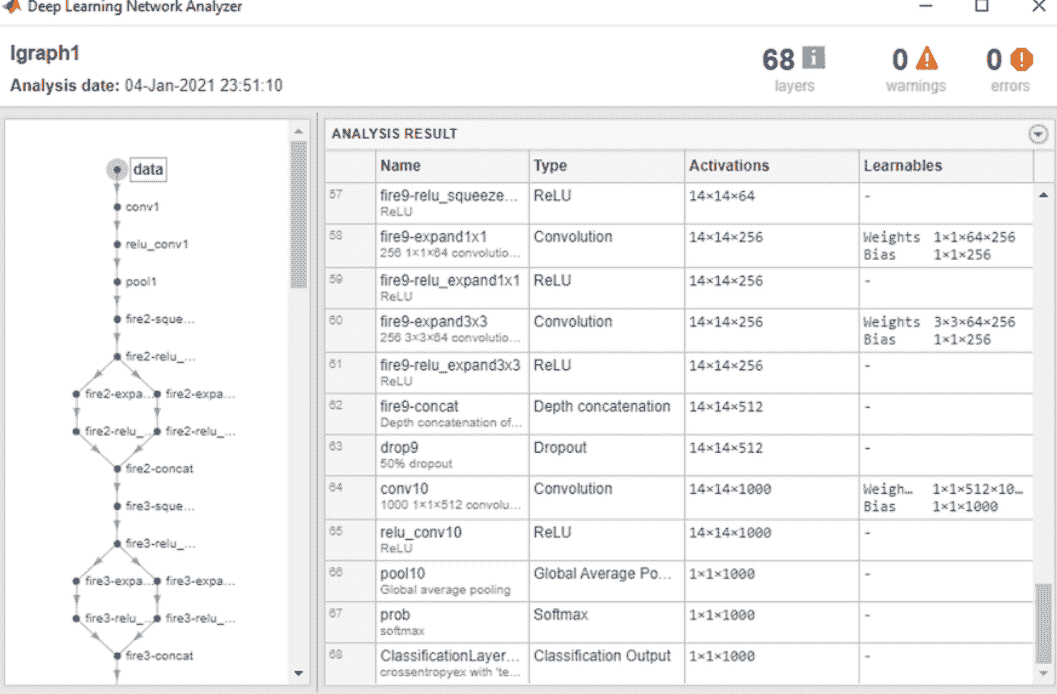 Deep Learning Network Analyzer
lgraph1
Analysis date: 04-Jan-2021 23:51:10
68 i
layers
0
warnings
0
errors
data
conv1
relu_conv1
pool1
fire2-sque...
fire2-relu_...
fire2-expa... fire2-expa...
fire2-relu_... fire2-relu_...
fire2-concat
fire3-sque...
fire3-relu_...
fire3-expa... fire3-expa...
fire3-relu_... fire3-relu_...
fire3-concat
ANALYSIS RESULT
Name Type Activations Learnables
57 fire9-relu_squeeze... ReLU 14×14×64 -
ReLU
58 fire9-expand1x1 Convolution 14×14×256 Weights 1×1×64×256
256 1×1×64 convolutio... Bias 1×1×256
59 fire9-relu_expand1x1 ReLU 14×14×256 -
ReLU
60 fire9-expand3x3 Convolution 14×14×256 Weights 3×3×64×256
256 3×3×64 convolutio... Bias 1×1×256
61 fire9-relu_expand3x3 ReLU 14×14×256 -
ReLU
62 fire9-concat Depth concatenation 14×14×512 -
Depth concatenation of...
63 drop9 Dropout 14×14×512 -
50% dropout
64 conv10 Convolution 14×14×1000 Weigh... 1×1×512×10...
1000 1×1×512 convolu... Bias 1×1×1000
65 relu_conv10 ReLU 14×14×1000 -
ReLU
66 pool10 Global Average Po... 1×1×1000 -
Global average pooling
67 prob Softmax 1×1×1000 -
softmax
68 ClassificationLayer... Classification Output 1×1×1000 -
crossentropyex with 'te...